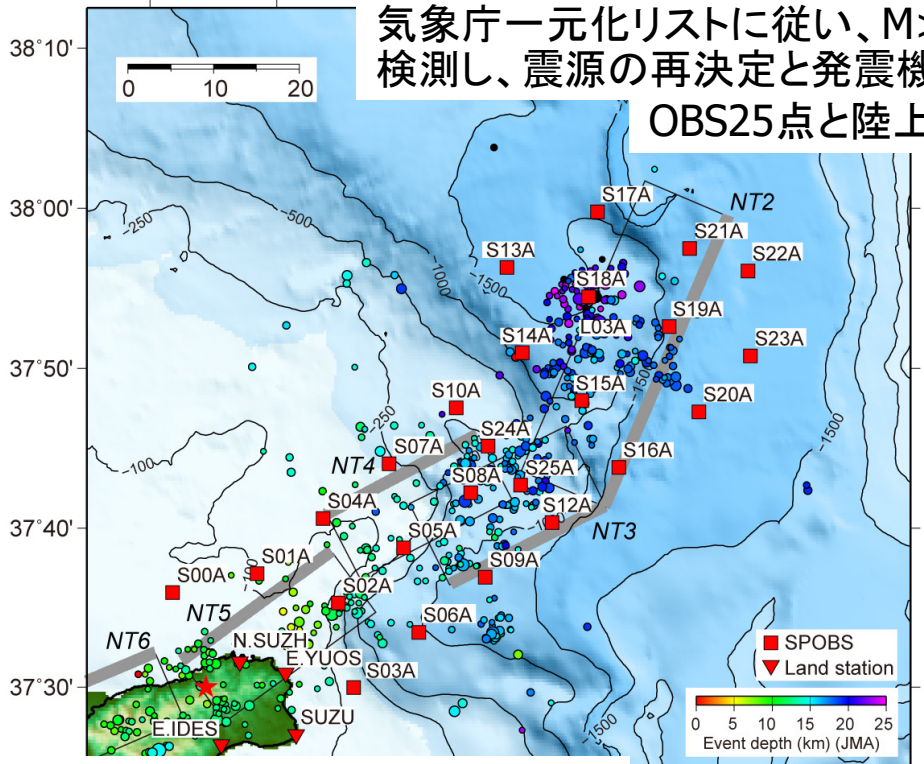 気象庁一元化リストに従い、M
検測し、震源の再決定と発震機
OBS25点と陸上
38°10'
38°00'
37°50'
37°40'
37°30'
0 10 20
-250
-500
-1000
-1500
S17A
NT2
S21A
S13A
S22A
S18A
L03A
S19A
S14A
S23A
-1500
S15A
S10A
S20A
-250
S24A
-1500
S07A
-100
NT4
S25A
S16A
S08A
S04A
S12A
-1000
NT3
S05A
S01A
S00A
-100
S09A
S02A
NT5
S06A
NT6
N.SUZH
E.YUOS
S03A
SUZU
E.IDES
-1500
SPOBS
Land station
0 5 10 15 20 25
Event depth (km) (JMA)